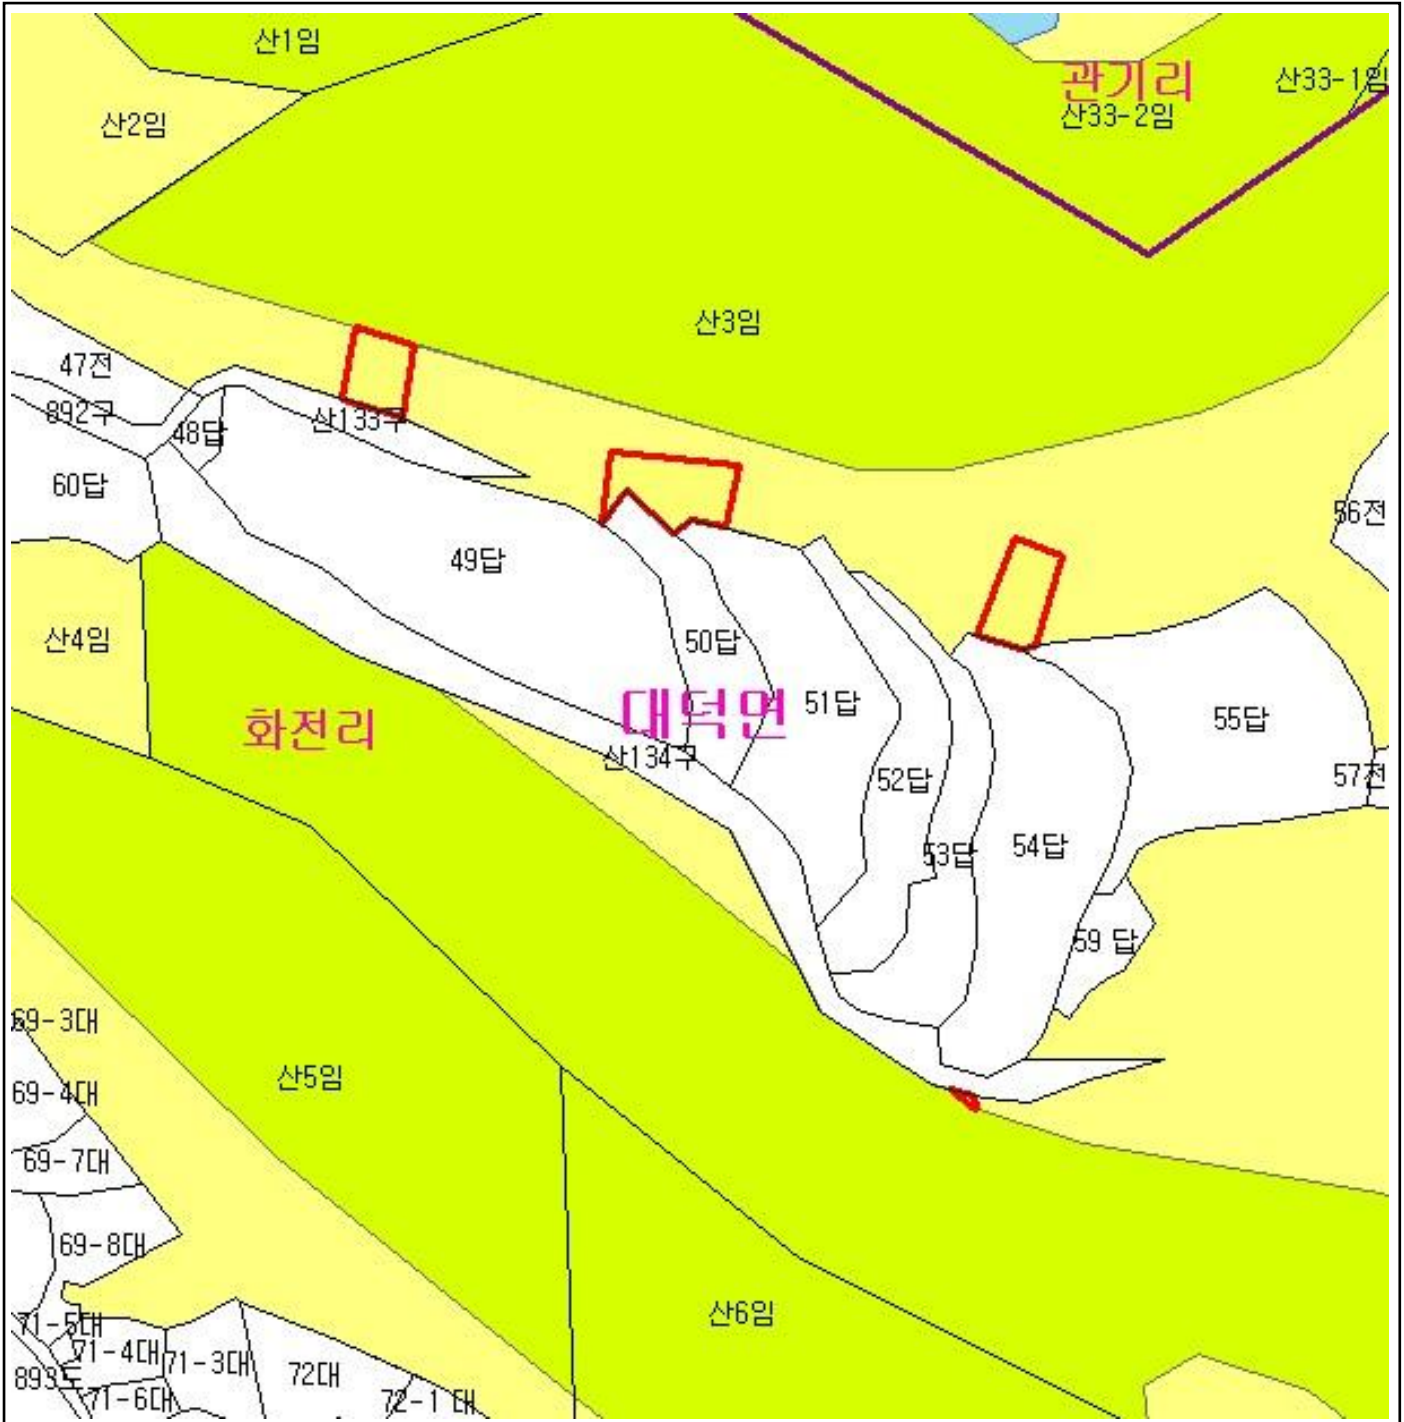 산1임
관기리
산33-1임
산33-2임
산2임
산3임
47전
892구
48답
산133구
60답
56전
49답
산4임
50답
대덕면
51답
55답
화전리
산134구
57전
52답
53답
54답
59 답
69-3대
산5임
69-4대
69-7대
69-8대
산6임
71-5대
71-4대
71-3대
72대
893도
71-6대
72-1 대